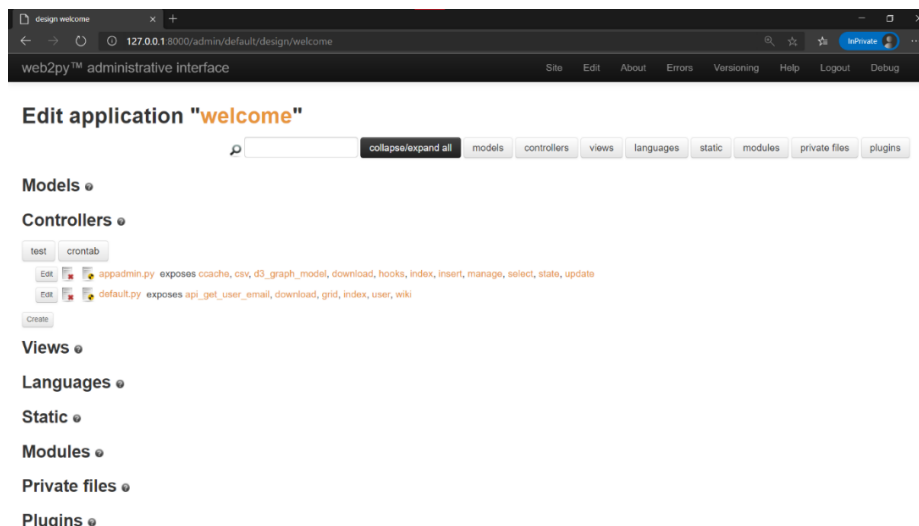 design welcome
127.0.0.1:8000/admin/default/design/welcome
InPrivate
web2py™ administrative interface
Site Edit About Errors Versioning Help Logout Debug
Edit application "welcome"
collapse/expand all models controllers views languages static modules private files plugins
Models
Controllers
test crontab
Edit appadmin.py exposes ccache, csv, d3_graph_model, download, hooks, index, insert, manage, select, state, update
Edit default.py exposes api_get_user_email, download, grid, index, user, wiki
Create
Views
Languages
Static
Modules
Private files
Plugins